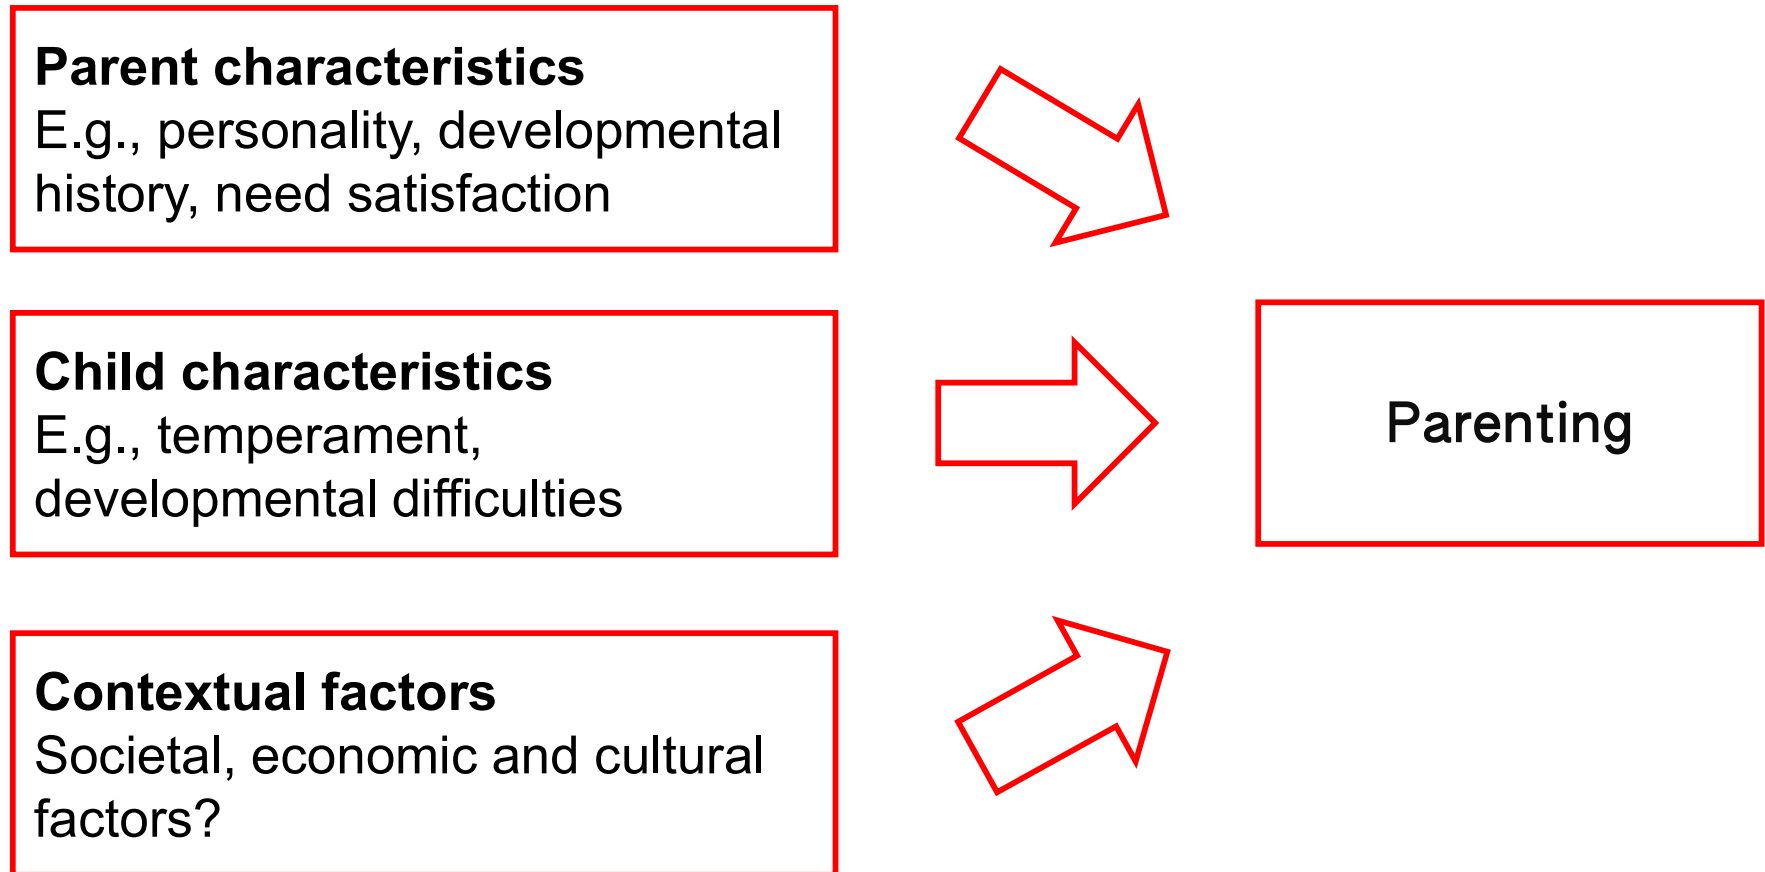 Parent characteristics
E.g., personality, developmental
history, need satisfaction
Child characteristics
E.g., temperament,
developmental difficulties
Parenting
Contextual factors
Societal, economic and cultural
factors?